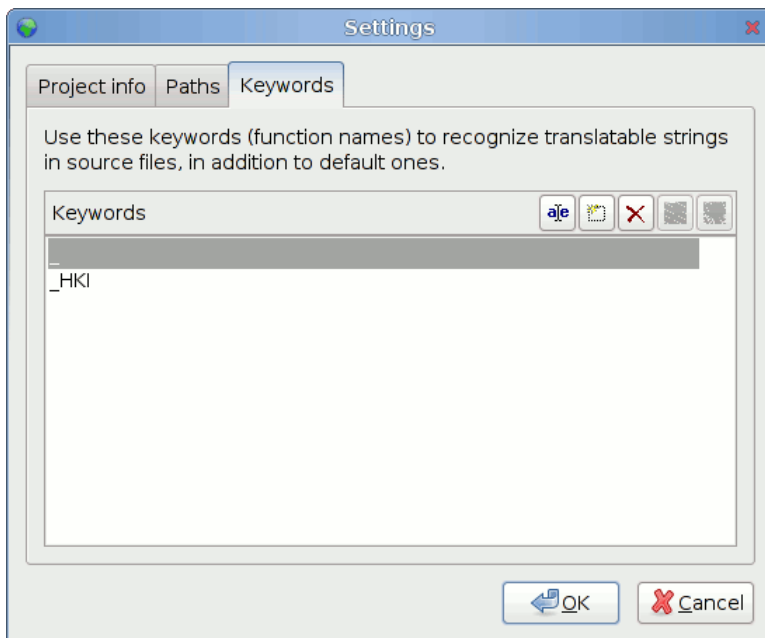 Settings
Project info Paths Keywords
Use these keywords (function names) to recognize translatable strings
in source files, in addition to default ones.
Keywords
_
_HKI
OK Cancel